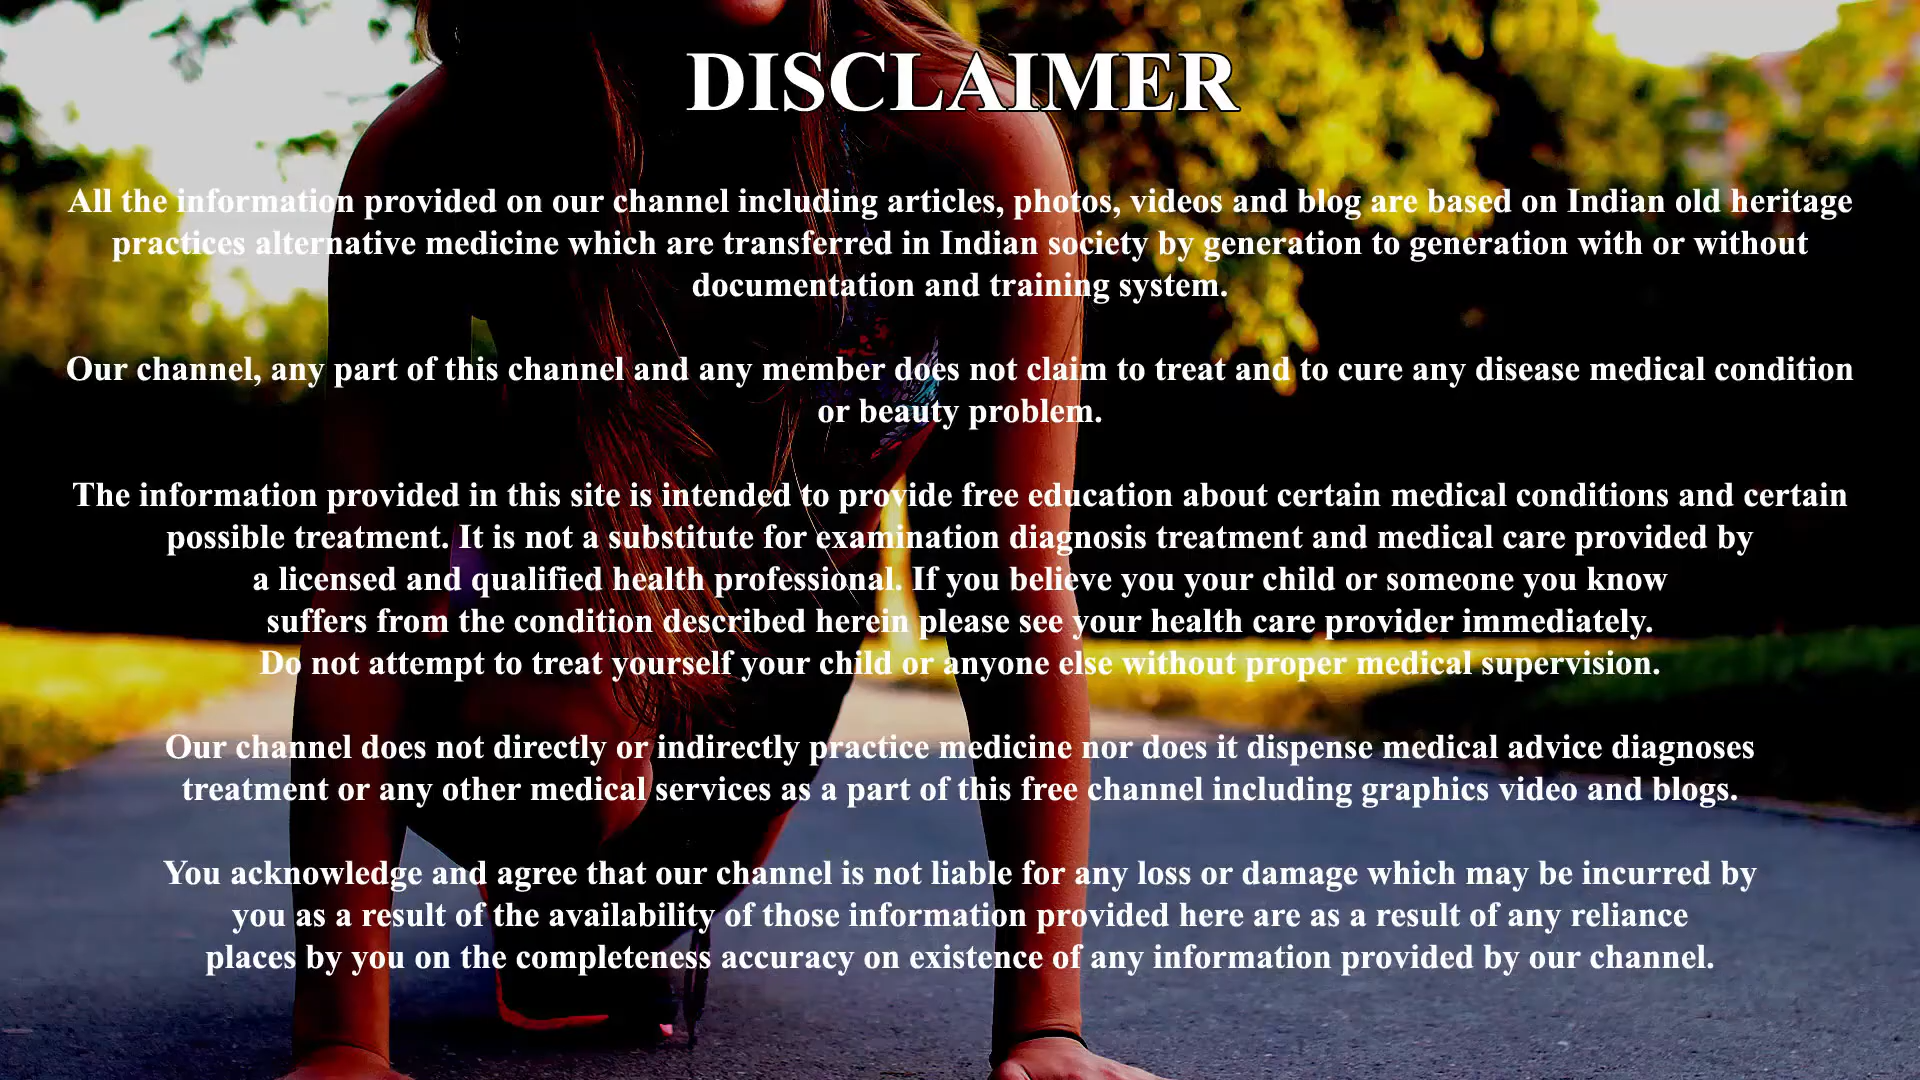 DISCLAIMER
All the information provided on our channel including articles, photos, videos and blog are based on Indian old heritage
practices alternative medicine which are transferred in Indian society by generation to generation with or without
documentation and training system.
Our channel, any part of this channel and any member does not claim to treat and to cure any disease medical condition
or beauty problem.
The information provided in this site is intended to provide free education about certain medical conditions and certain
possible treatment. It is not a substitute for examination diagnosis treatment and medical care provided by
a licensed and qualified health professional. If you believe you your child or someone you know
suffers from the condition described herein please see your health care provider immediately.
Do not attempt to treat yourself your child or anyone else without proper medical supervision.
Our channel does not directly or indirectly practice medicine nor does it dispense medical advice diagnoses
treatment or any other medical services as a part of this free channel including graphics video and blogs.
You acknowledge and agree that our channel is not liable for any loss or damage which may be incurred by
you as a result of the availability of those information provided here are as a result of any reliance
places by you on the completeness accuracy on existence of any information provided by our channel.